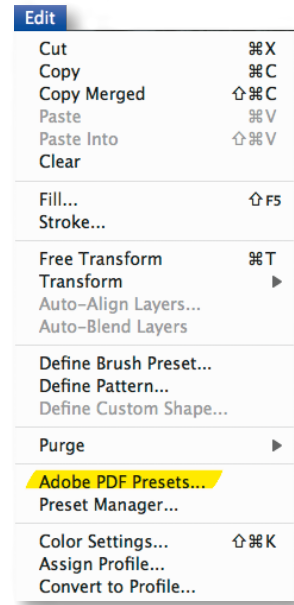 Edit
Cut ⌘X
Copy ⌘C
Copy Merged ⇧⌘C
Paste ⌘V
Paste Into ⇧⌘V
Clear
Fill... ⇧F5
Stroke...
Free Transform ⌘T
Transform ▶
Auto-Align Layers...
Auto-Blend Layers
Define Brush Preset...
Define Pattern...
Define Custom Shape...
Purge ▶
Adobe PDF Presets...
Preset Manager...
Color Settings... ⇧⌘K
Assign Profile...
Convert to Profile...